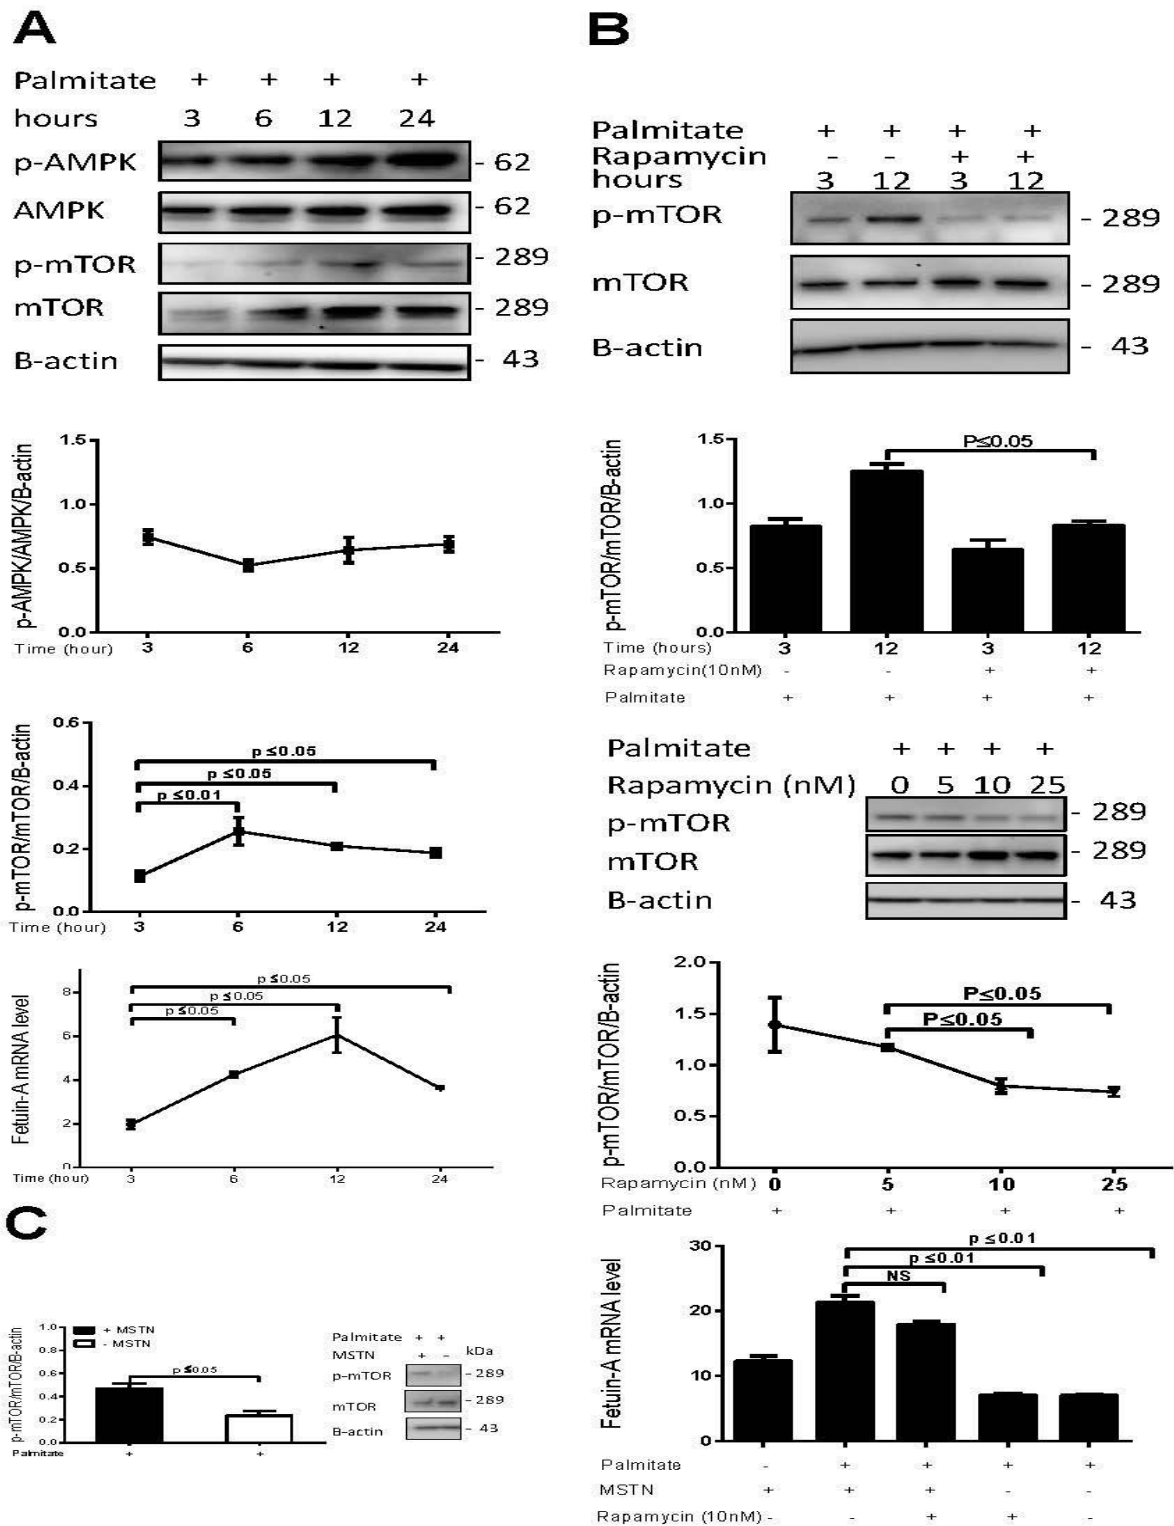 A
Palmitate + + + +
hours 3 6 12 24
p-AMPK - 62
AMPK - 62
p-mTOR - 289
mTOR - 289
B-actin - 43
p-AMPK/AMPK/B-actin
1.5
1.0
0.5
0.0
Time (hour) 3 6 12 24
p-mTOR/mTOR/B-actin
0.6
0.4
0.2
0.0
p ≤0.05
p ≤0.05
p ≤0.01
Time (hour) 3 6 12 24
Fetuin-A mRNA level
8
6
4
2
0
p ≤0.05
p ≤0.05
p ≤0.05
Time (hour) 3 6 12 24
B
Palmitate + + + +
Rapamycin - - + +
hours 3 12 3 12
p-mTOR - 289
mTOR - 289
B-actin - 43
p-mTOR/mTOR/B-actin
1.5
1.0
0.5
0.0
P≤0.05
Time (hours) 3 12 3 12
Rapamycin(10nM) - - + +
Palmitate + + + +
Palmitate + + + +
Rapamycin (nM) 0 5 10 25
p-mTOR - 289
mTOR - 289
B-actin - 43
p-mTOR/mTOR/B-actin
2.0
1.5
1.0
0.5
0.0
P≤0.05
P≤0.05
Rapamycin (nM) 0 5 10 25
Palmitate + + + +
Fetuin-A mRNA level
30
20
10
0
p ≤0.01
p ≤0.01
NS
Palmitate - + + + +
MSTN + + + - -
Rapamycin (10nM) - - + + -
C
p-mTOR/mTOR/B-actin
1.0
0.8
0.6
0.4
0.2
0.0
+ MSTN
- MSTN
p ≤0.05
Palmitate + +
Palmitate + +
MSTN + - kDa
p-mTOR - 289
mTOR - 289
B-actin - 43